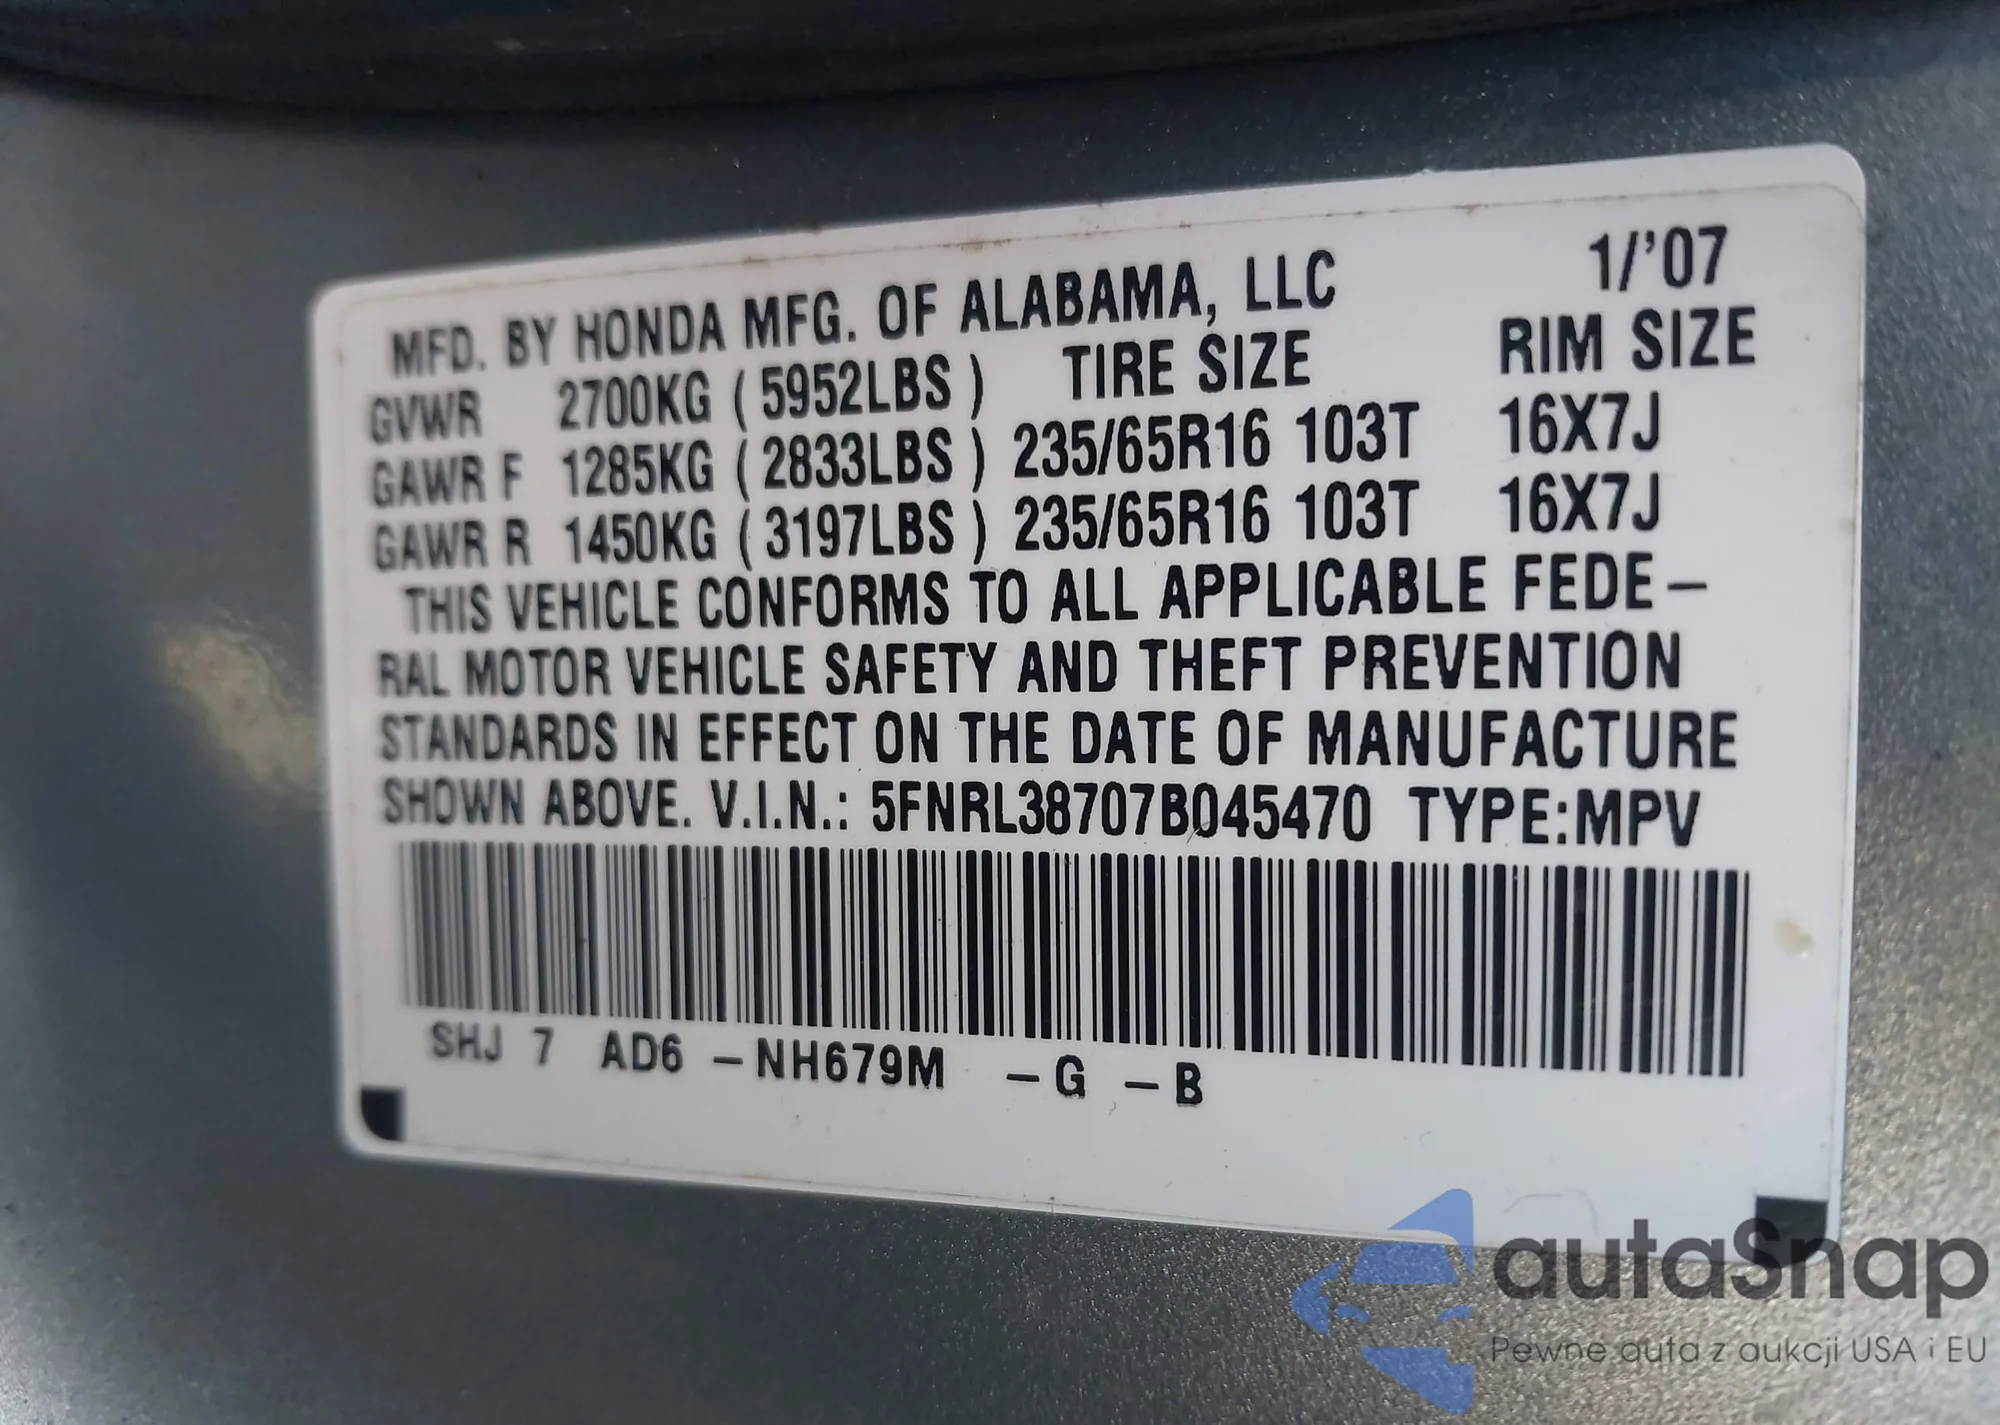 MFD. BY HONDA MFG. OF ALABAMA, LLC 1/'07
GVWR 2700KG ( 5952LBS ) TIRE SIZE RIM SIZE
GAWR F 1285KG ( 2833LBS ) 235/65R16 103T 16X7J
GAWR R 1450KG ( 3197LBS ) 235/65R16 103T 16X7J
THIS VEHICLE CONFORMS TO ALL APPLICABLE FEDE–
RAL MOTOR VEHICLE SAFETY AND THEFT PREVENTION
STANDARDS IN EFFECT ON THE DATE OF MANUFACTURE
SHOWN ABOVE. V.I.N.: 5FNRL38707B045470 TYPE:MPV
SHJ 7 AD6 –NH679M –G –B
autaSnap
Pewne auta z aukcji USA i EU